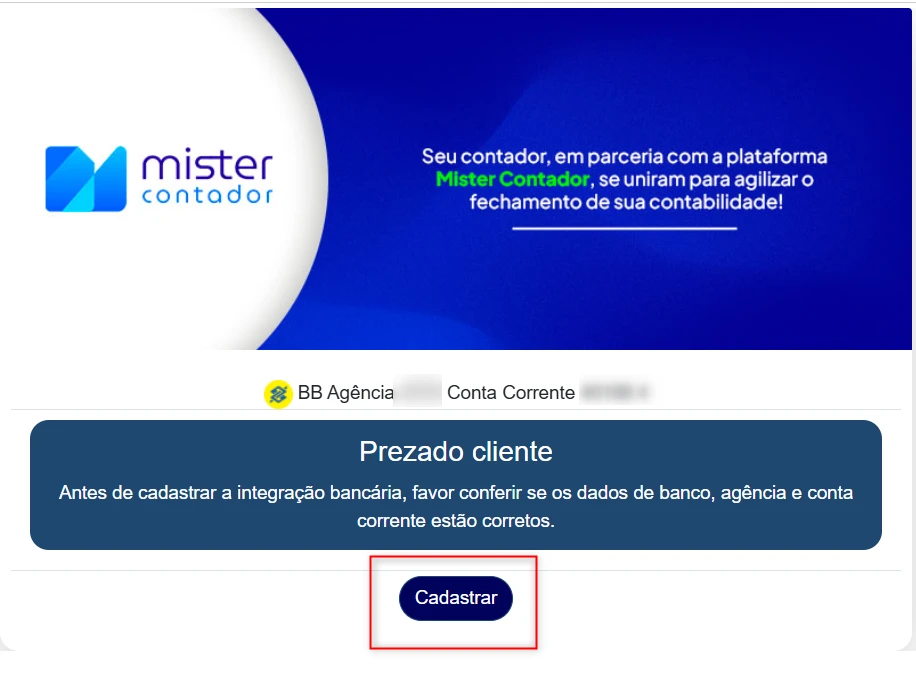 mister
contador
Seu contador, em parceria com a plataforma
Mister Contador, se uniram para agilizar o
fechamento de sua contabilidade!
BB Agência Conta Corrente
Prezado cliente
Antes de cadastrar a integração bancária, favor conferir se os dados de banco, agência e conta
corrente estão corretos.
Cadastrar